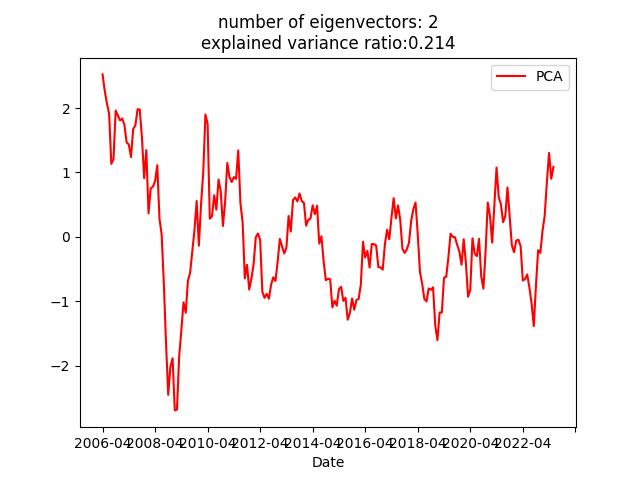 number of eigenvectors: 2
explained variance ratio:0.214
PCA
2
1
0
−1
−2
2006-04 2008-04 2010-04 2012-04 2014-04 2016-04 2018-04 2020-04 2022-04
Date